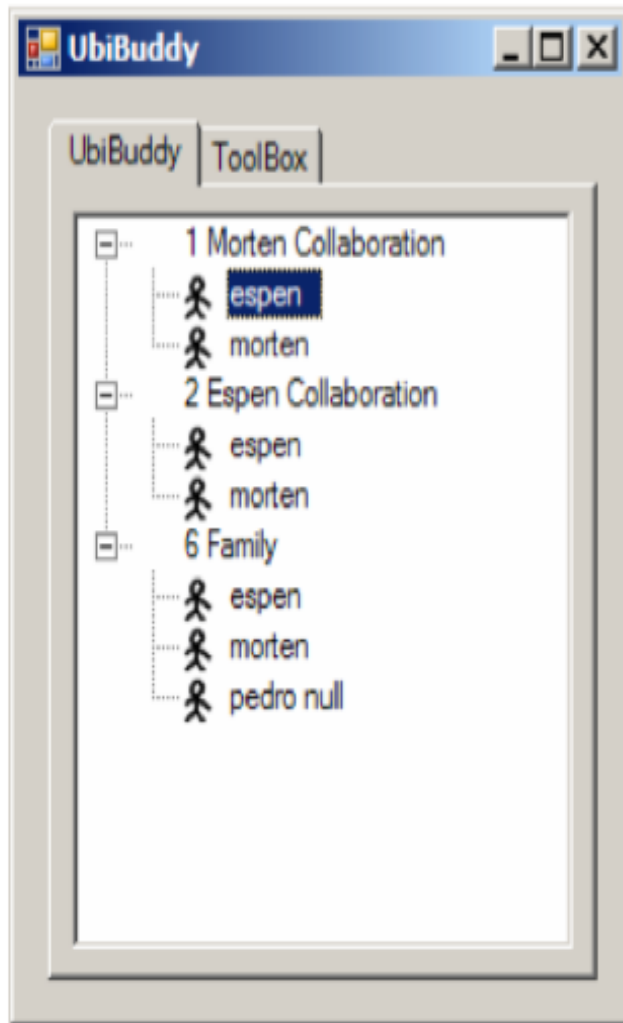 UbiBuddy
UbiBuddy ToolBox
1 Morten Collaboration
espen
morten
2 Espen Collaboration
espen
morten
6 Family
espen
morten
pedro null